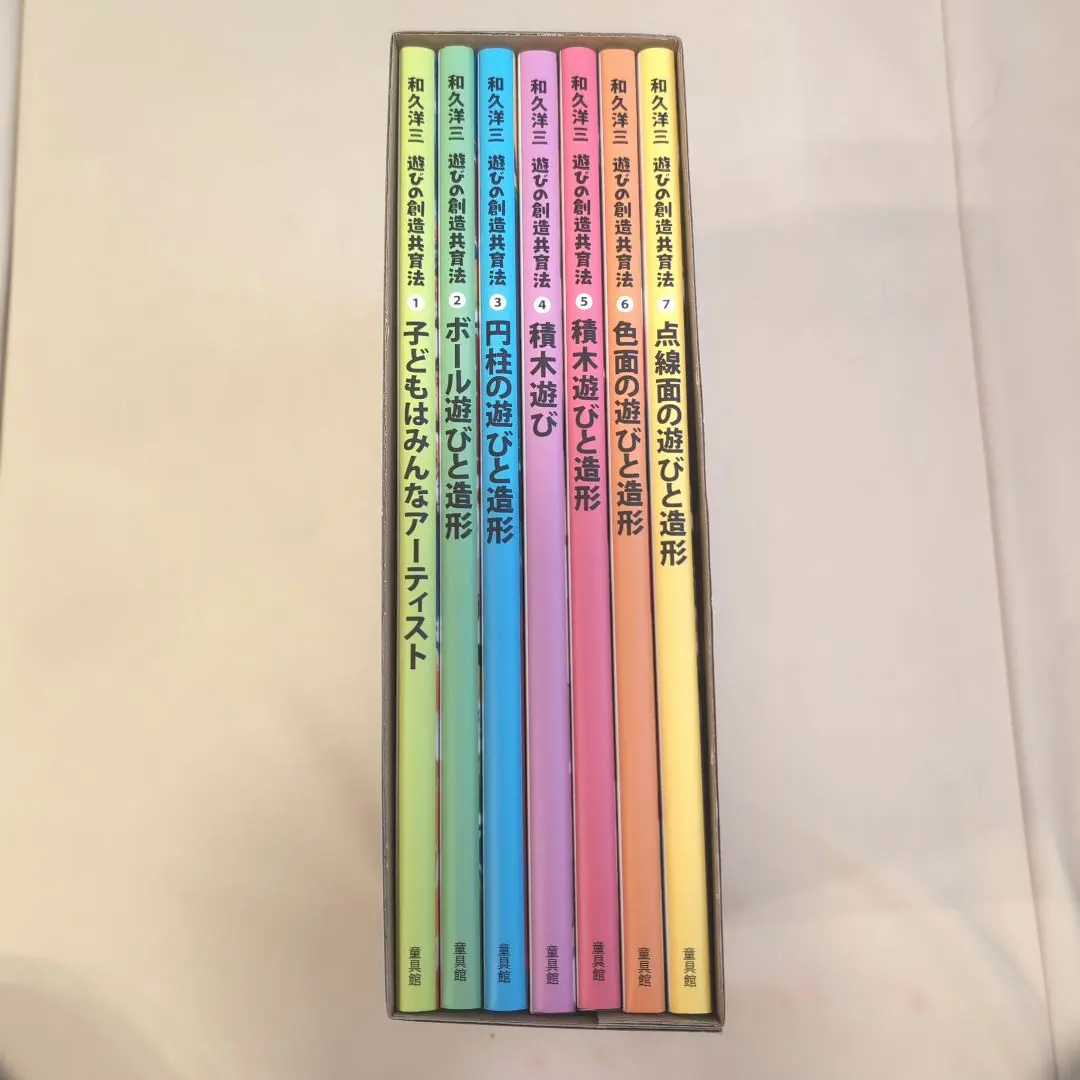 和久洋三 遊びの創造共育法 1 子どもはみんなアーティスト 童具館
和久洋三 遊びの創造共育法 2 ボール遊びと造形 童具館
和久洋三 遊びの創造共育法 3 円柱の遊びと造形 童具館
和久洋三 遊びの創造共育法 4 積木遊び 童具館
和久洋三 遊びの創造共育法 5 積木遊びと造形 童具館
和久洋三 遊びの創造共育法 6 色面の遊びと造形 童具館
和久洋三 遊びの創造共育法 7 点線面の遊びと造形 童具館